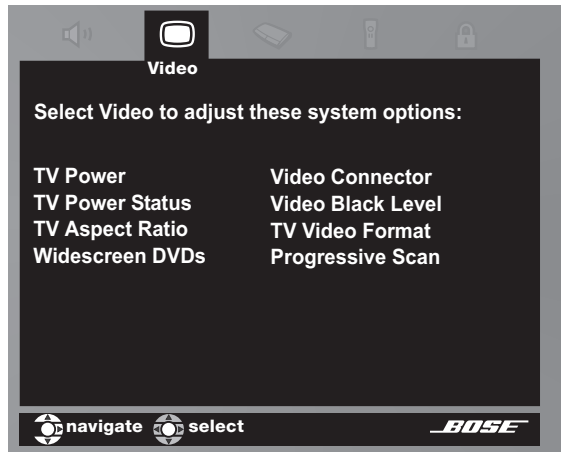 Video
Select Video to adjust these system options:
TV Power
TV Power Status
TV Aspect Ratio
Widescreen DVDs
Video Connector
Video Black Level
TV Video Format
Progressive Scan
navigate select BOSE